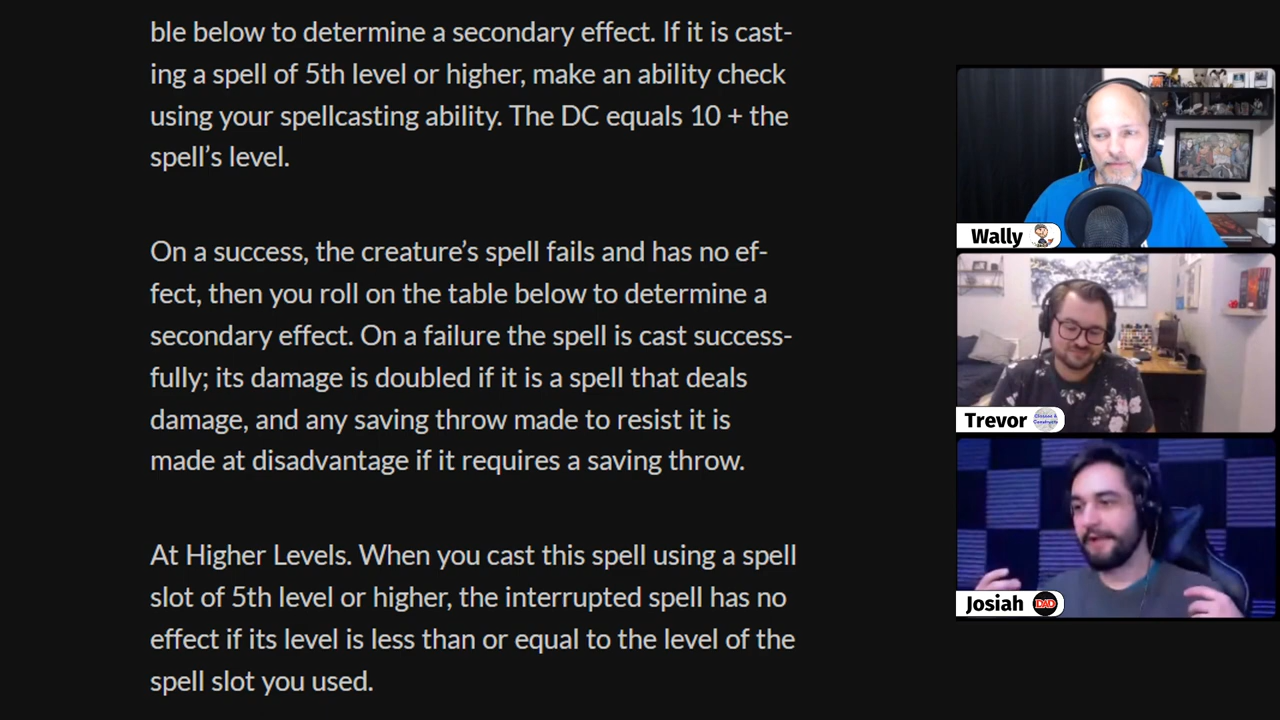 ble below to determine a secondary effect. If it is cast-
ing a spell of 5th level or higher, make an ability check
using your spellcasting ability. The DC equals 10 + the
spell’s level.
On a success, the creature’s spell fails and has no ef-
fect, then you roll on the table below to determine a
secondary effect. On a failure the spell is cast success-
fully; its damage is doubled if it is a spell that deals
damage, and any saving throw made to resist it is
made at disadvantage if it requires a saving throw.
At Higher Levels. When you cast this spell using a spell
slot of 5th level or higher, the interrupted spell has no
effect if its level is less than or equal to the level of the
spell slot you used.
Wally
Trevor
Josiah
DAD